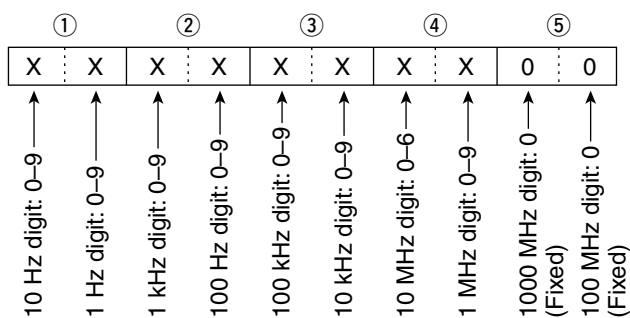 ① ② ③ ④ ⑤
X X X X X X X X 0 0
10 Hz digit: 0–9
1 Hz digit: 0–9
1 kHz digit: 0–9
100 Hz digit: 0–9
100 kHz digit: 0–9
10 kHz digit: 0–9
10 MHz digit: 0–6
1 MHz digit: 0–9
1000 MHz digit: 0
(Fixed)
100 MHz digit: 0
(Fixed)